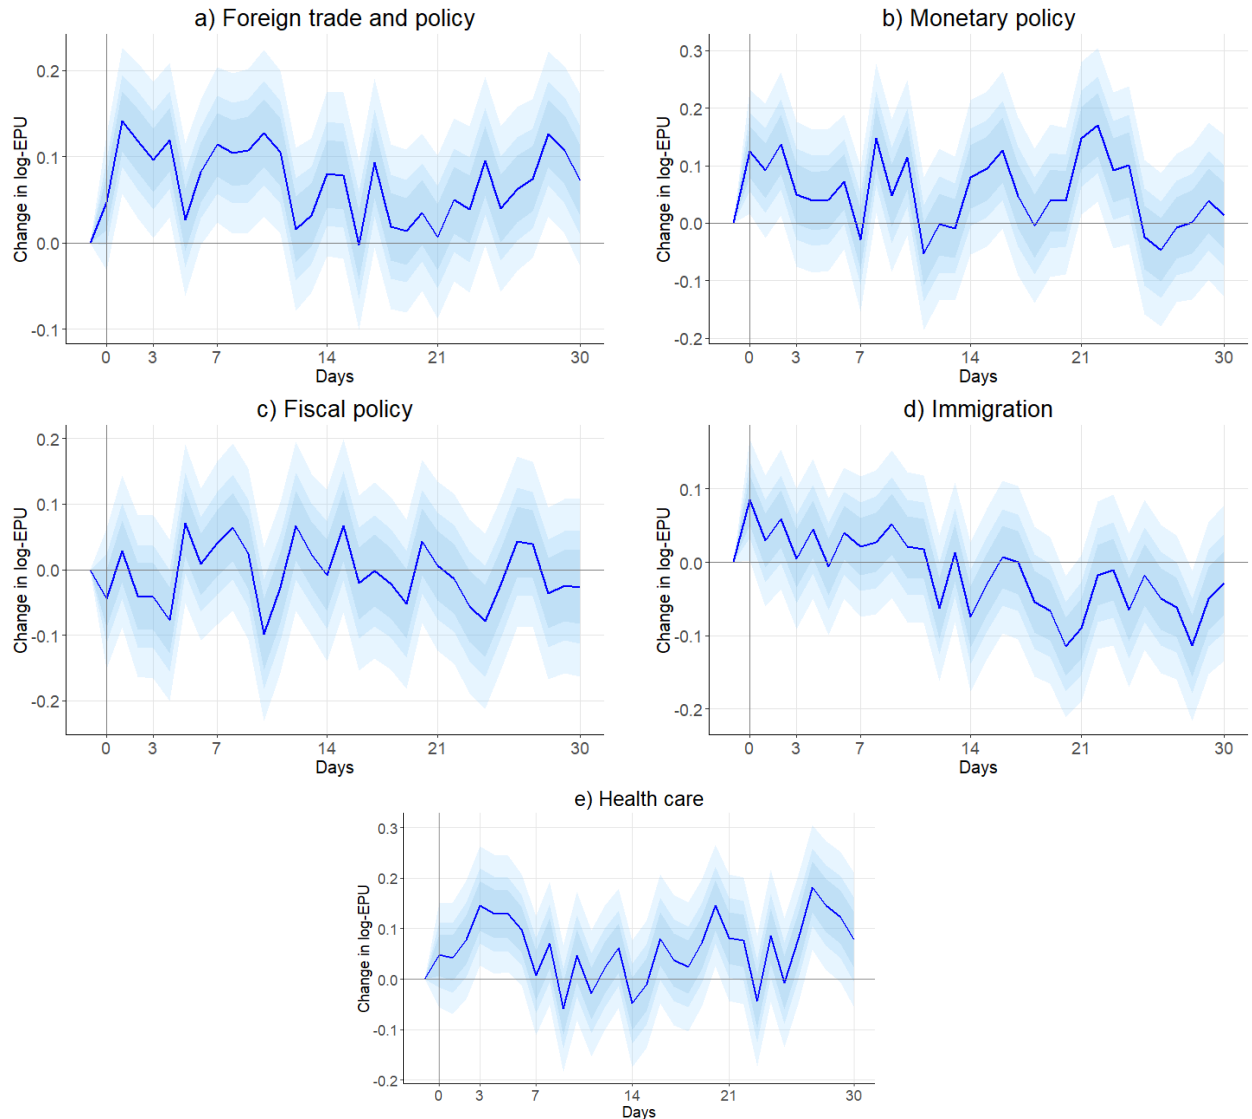 a) Foreign trade and policy
Change in log-EPU
0.2
0.1
0.0
-0.1
0 3 7 14 21 30
Days
b) Monetary policy
Change in log-EPU
0.3
0.2
0.1
0.0
-0.1
-0.2
0 3 7 14 21 30
Days
c) Fiscal policy
Change in log-EPU
0.2
0.1
0.0
-0.1
-0.2
0 3 7 14 21 30
Days
d) Immigration
Change in log-EPU
0.1
0.0
-0.1
-0.2
0 3 7 14 21 30
Days
e) Health care
Change in log-EPU
0.3
0.2
0.1
0.0
-0.1
-0.2
0 3 7 14 21 30
Days